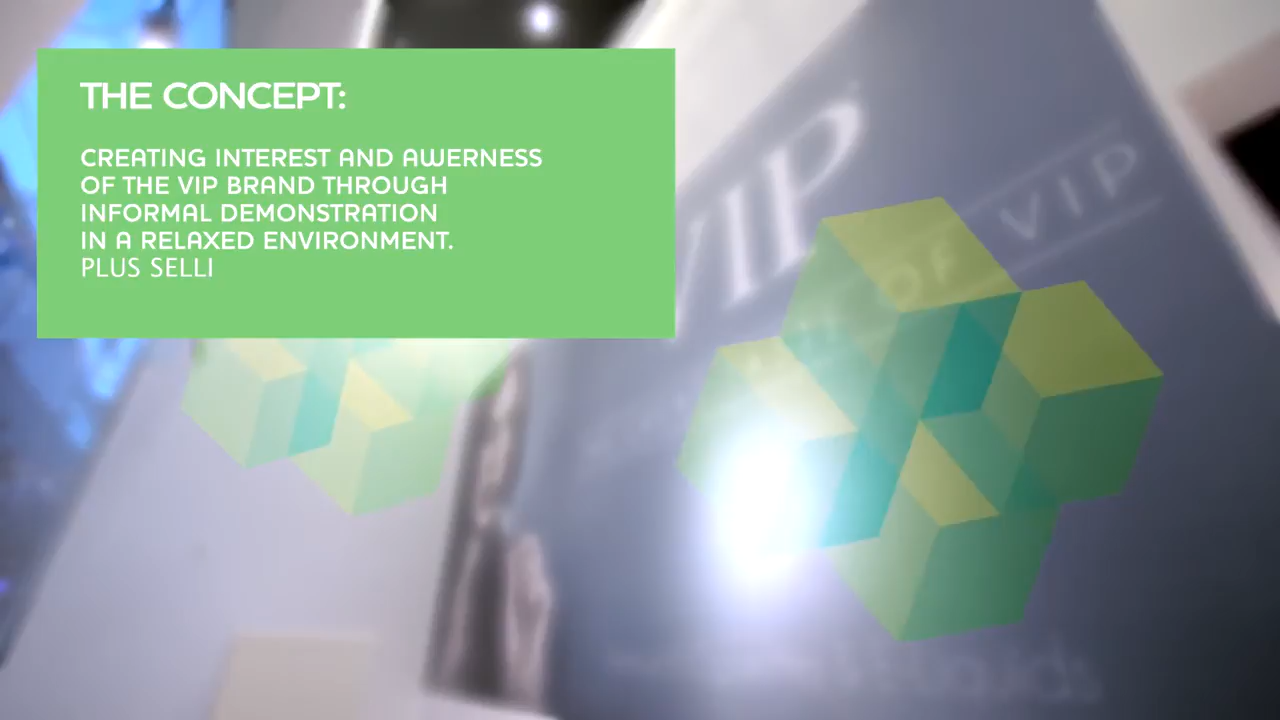 THE CONCEPT:
CREATING INTEREST AND AWERNESS
OF THE VIP BRAND THROUGH
INFORMAL DEMONSTRATION
IN A RELAXED ENVIRONMENT.
PLUS SELLI
VIP
OF VIP